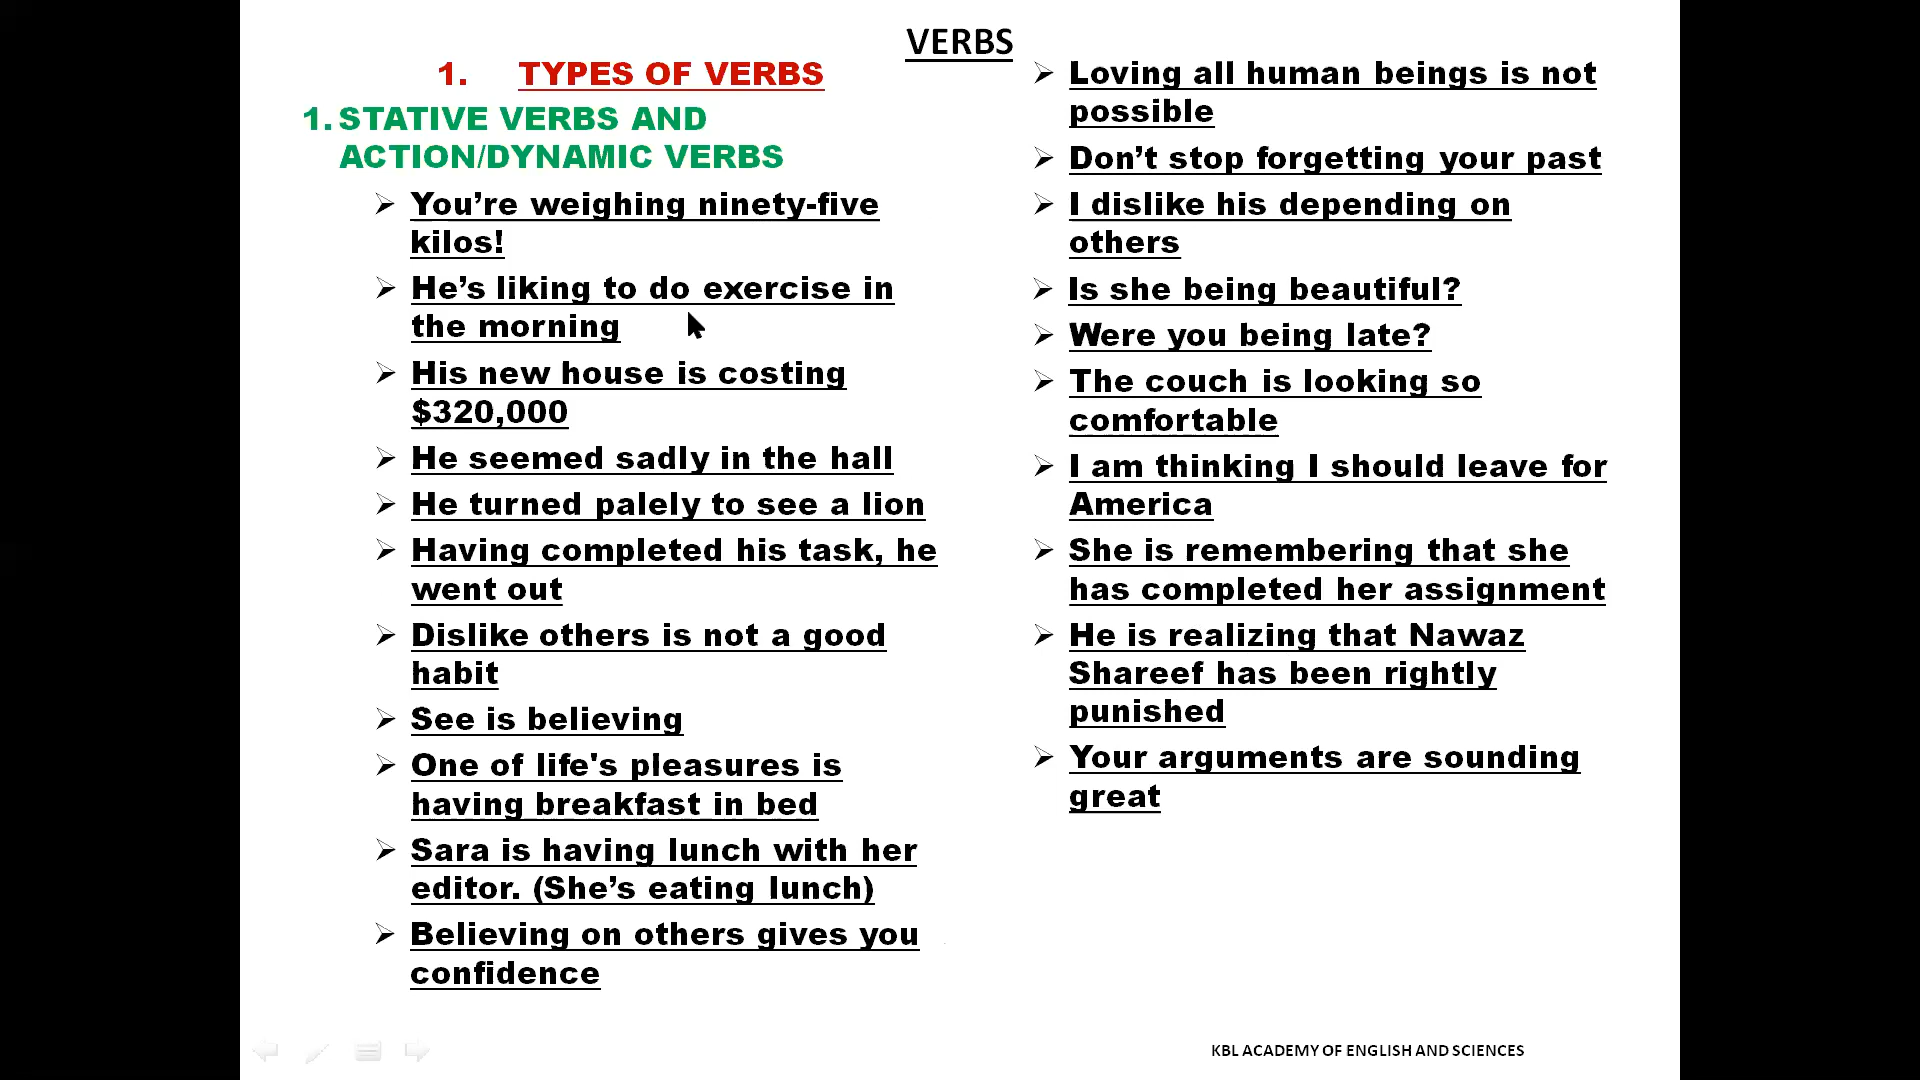 VERBS
1. TYPES OF VERBS
1. STATIVE VERBS AND
ACTION/DYNAMIC VERBS
➢ You’re weighing ninety-five
kilos!
➢ He’s liking to do exercise in
the morning
➢ His new house is costing
$320,000
➢ He seemed sadly in the hall
➢ He turned palely to see a lion
➢ Having completed his task, he
went out
➢ Dislike others is not a good
habit
➢ See is believing
➢ One of life's pleasures is
having breakfast in bed
➢ Sara is having lunch with her
editor. (She’s eating lunch)
➢ Believing on others gives you
confidence
➢ Loving all human beings is not
possible
➢ Don’t stop forgetting your past
➢ I dislike his depending on
others
➢ Is she being beautiful?
➢ Were you being late?
➢ The couch is looking so
comfortable
➢ I am thinking I should leave for
America
➢ She is remembering that she
has completed her assignment
➢ He is realizing that Nawaz
Shareef has been rightly
punished
➢ Your arguments are sounding
great
KBL ACADEMY OF ENGLISH AND SCIENCES